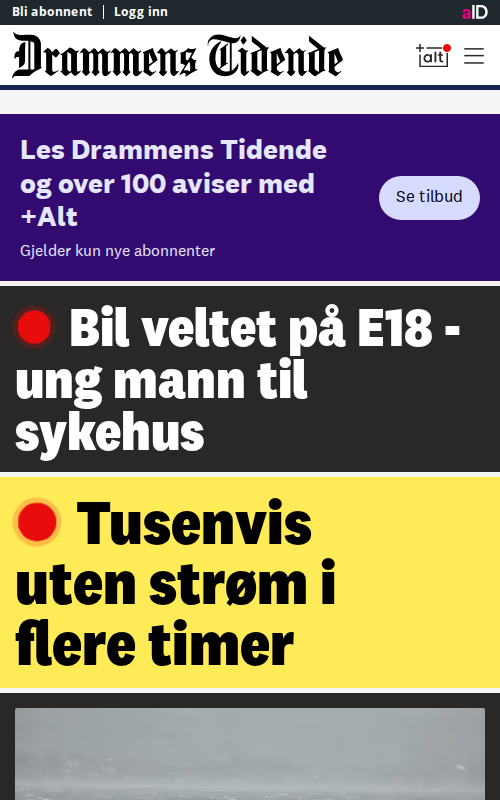 Bli abonnent | Logg inn
aID
Drammens Tidende
+alt
Les Drammens Tidende
og over 100 aviser med
+Alt
Se tilbud
Gjelder kun nye abonnenter
Bil veltet på E18 -
ung mann til
sykehus
Tusenvis
uten strøm i
flere timer